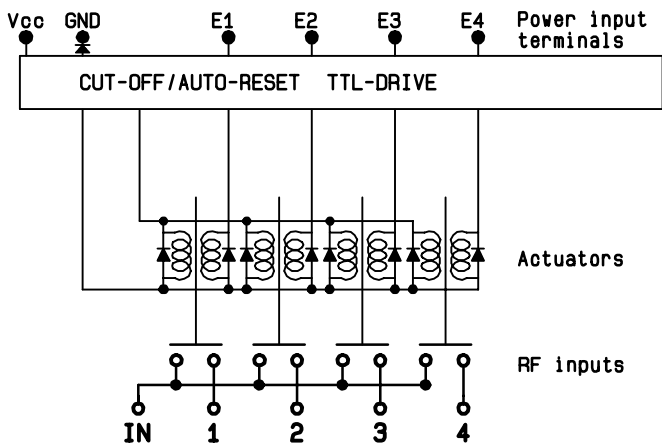 Vcc GND E1 E2 E3 E4 Power input
terminals
CUT-OFF/AUTO-RESET TTL-DRIVE
Actuators
RF inputs
IN 1 2 3 4